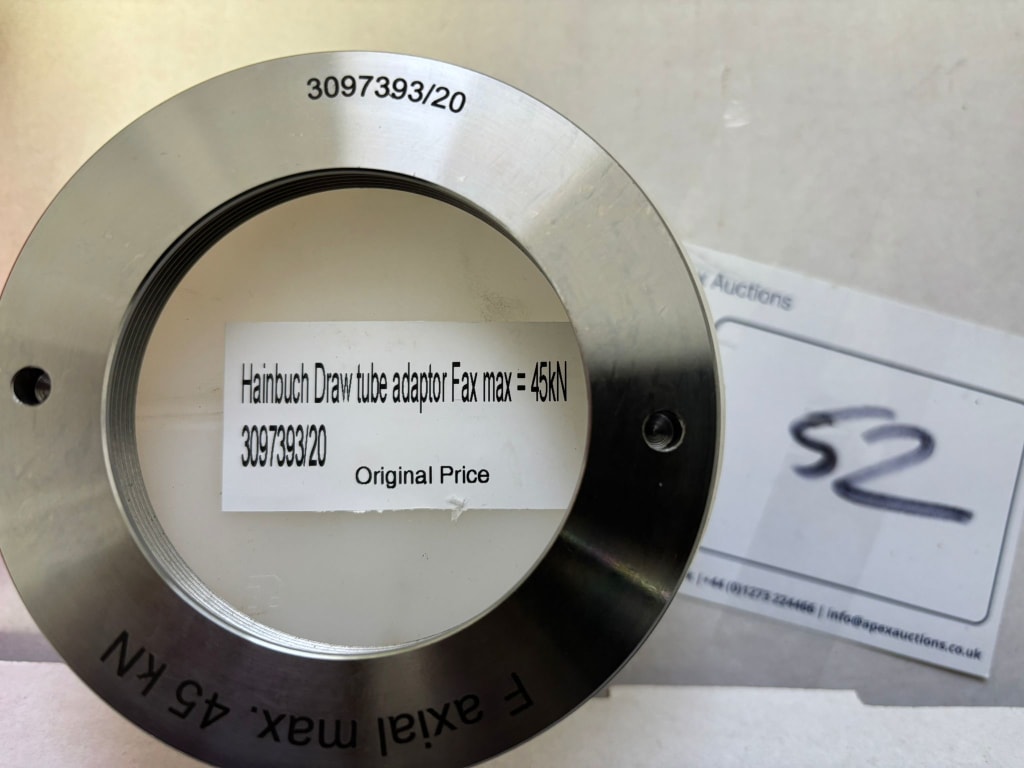 3097393/20
Hainbuch Draw tube adaptor Fax max = 45kN
3097393/20
Original Price
F axial max. 45 kN
Auctions
52
+44 (0)1273 224466 | info@apexauctions.co.uk